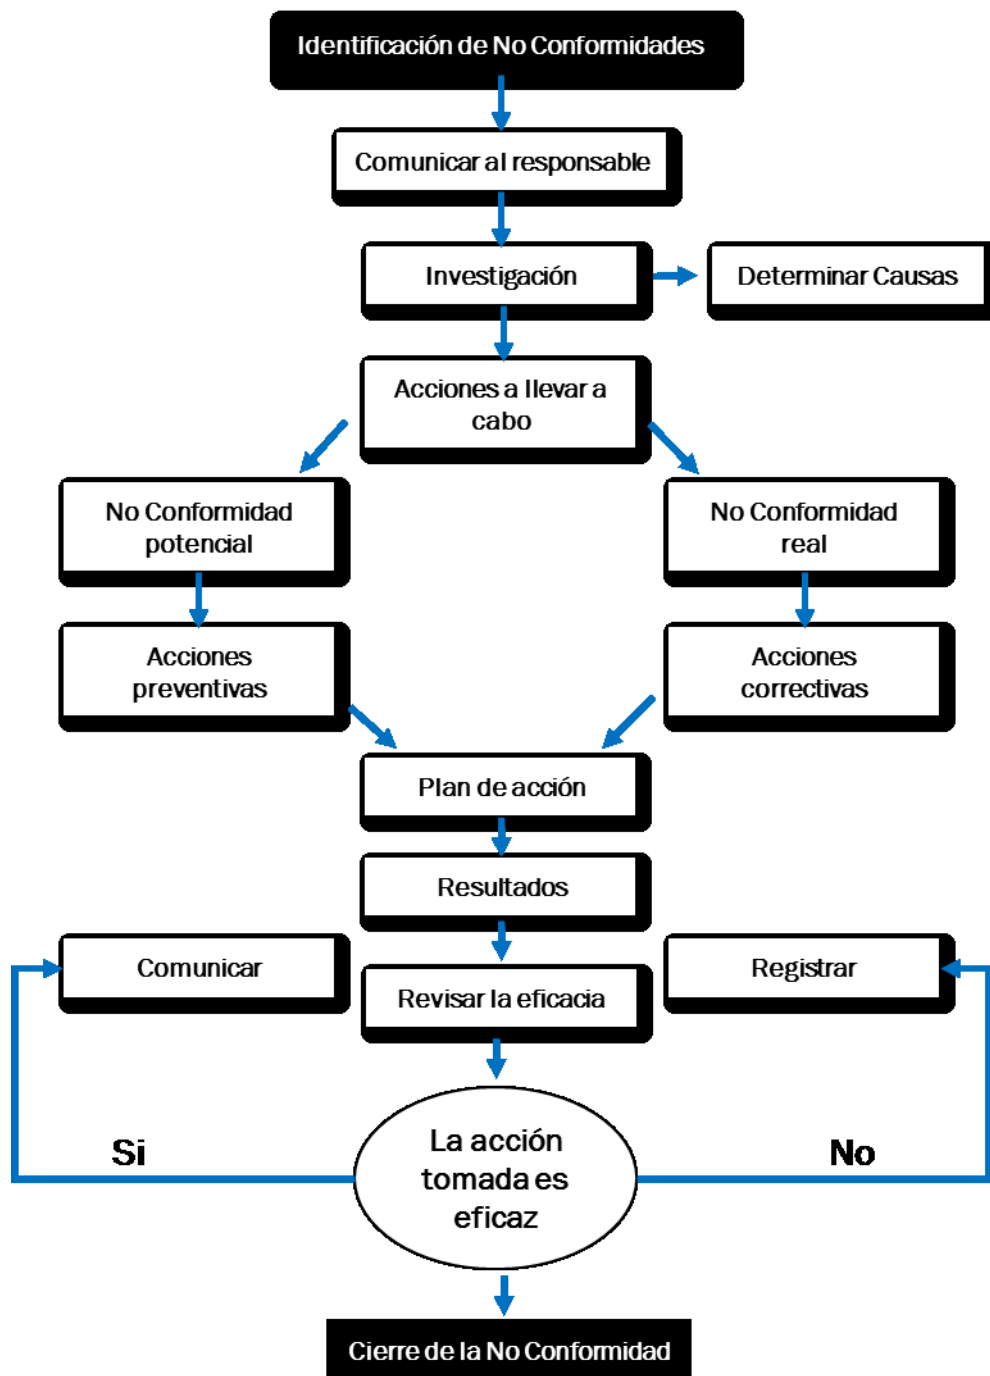 Identificación de No Conformidades
Comunicar al responsable
Investigación
Determinar Causas
Acciones a llevar a
cabo
No Conformidad
potencial
No Conformidad
real
Acciones
preventivas
Acciones
correctivas
Plan de acción
Resultados
Comunicar
Registrar
Revisar la eficacia
Si
No
La acción
tomada es
eficaz
Cierre de la No Conformidad